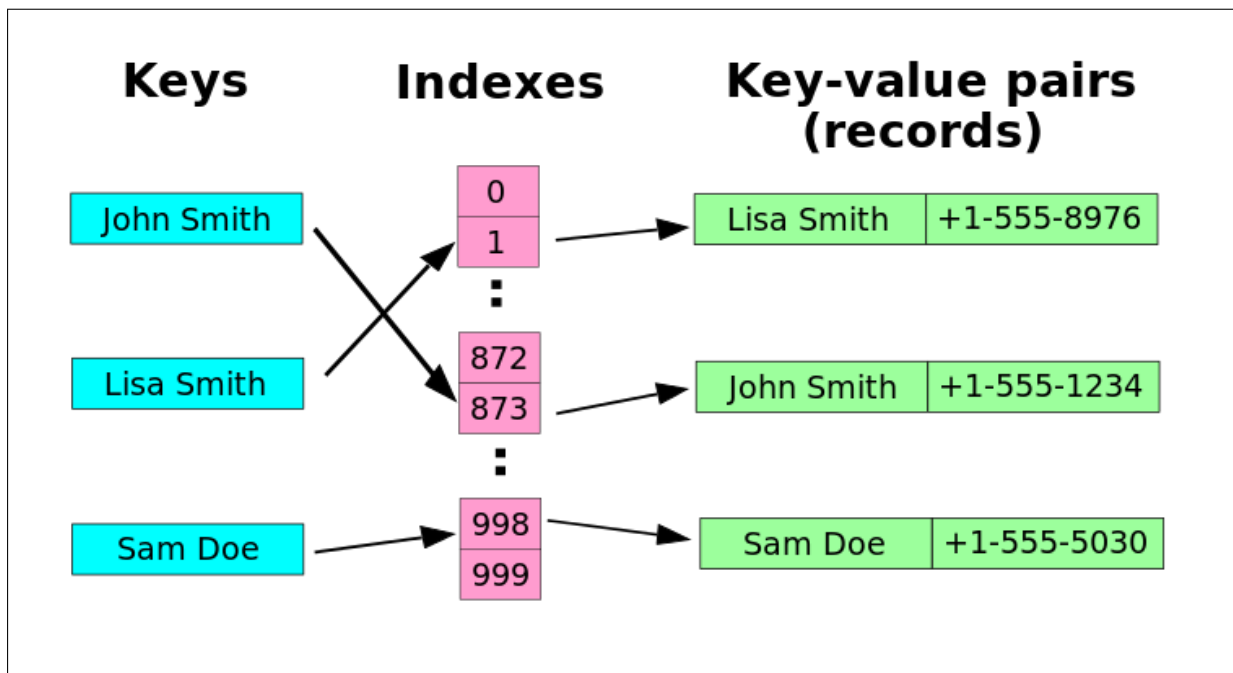 Keys
Indexes
Key-value pairs
(records)
0
John Smith
Lisa Smith
+1-555-8976
1
:
872
Lisa Smith
John Smith
+1-555-1234
873
:
998
Sam Doe
Sam Doe
+1-555-5030
999